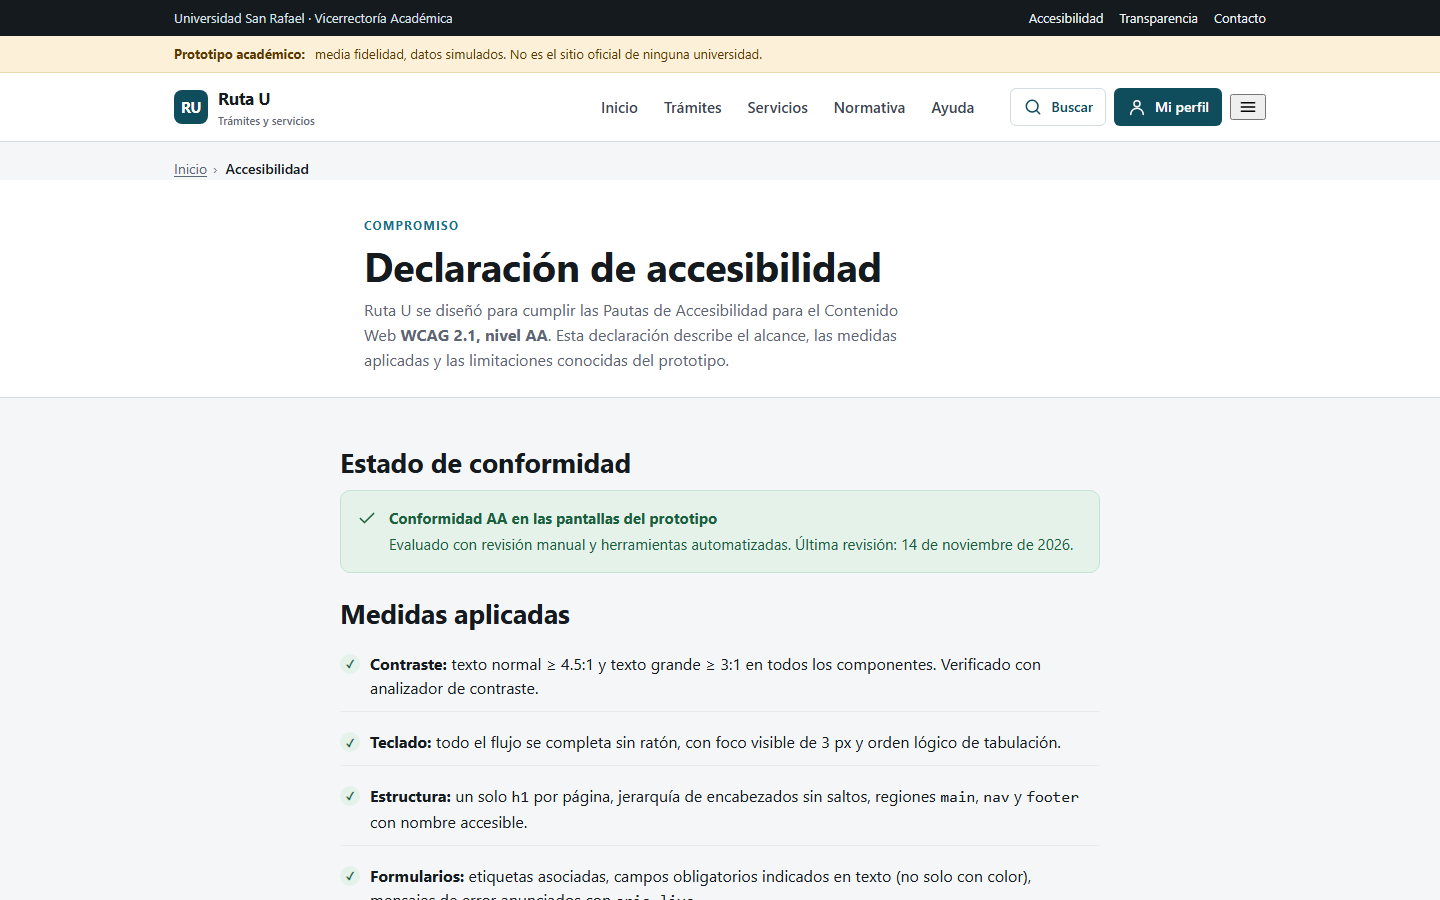 Universidad San Rafael · Vicerrectoría Académica
Accesibilidad Transparencia Contacto
Prototipo académico: media fidelidad, datos simulados. No es el sitio oficial de ninguna universidad.
RU Ruta U
Trámites y servicios
Inicio Trámites Servicios Normativa Ayuda Buscar Mi perfil
Inicio › Accesibilidad
COMPROMISO
Declaración de accesibilidad
Ruta U se diseñó para cumplir las Pautas de Accesibilidad para el Contenido
Web WCAG 2.1, nivel AA. Esta declaración describe el alcance, las medidas
aplicadas y las limitaciones conocidas del prototipo.
Estado de conformidad
Conformidad AA en las pantallas del prototipo
Evaluado con revisión manual y herramientas automatizadas. Última revisión: 14 de noviembre de 2026.
Medidas aplicadas
✓ Contraste: texto normal ≥ 4.5:1 y texto grande ≥ 3:1 en todos los componentes. Verificado con
analizador de contraste.
✓ Teclado: todo el flujo se completa sin ratón, con foco visible de 3 px y orden lógico de tabulación.
✓ Estructura: un solo h1 por página, jerarquía de encabezados sin saltos, regiones main, nav y footer
con nombre accesible.
✓ Formularios: etiquetas asociadas, campos obligatorios indicados en texto (no solo con color),
mensajes de error anunciados con aria-live.